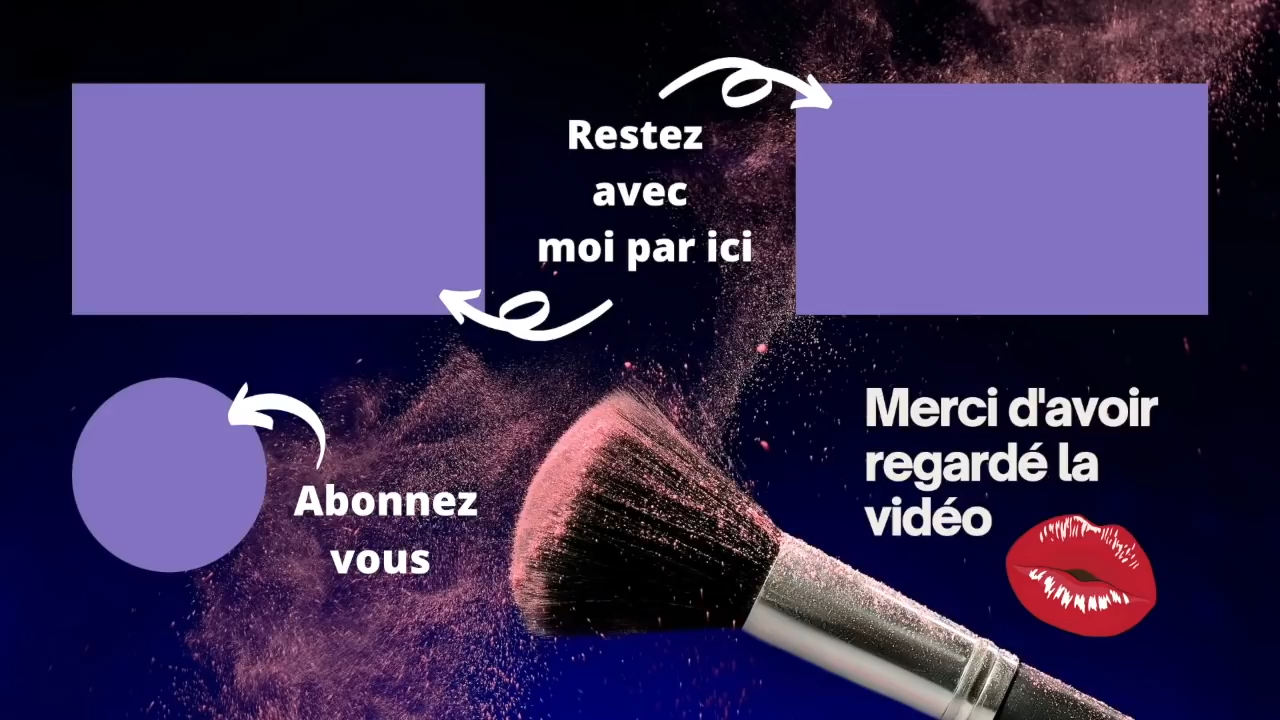 Restez
avec
moi par ici
Abonnez
vous
Merci d'avoir
regardé la
vidéo